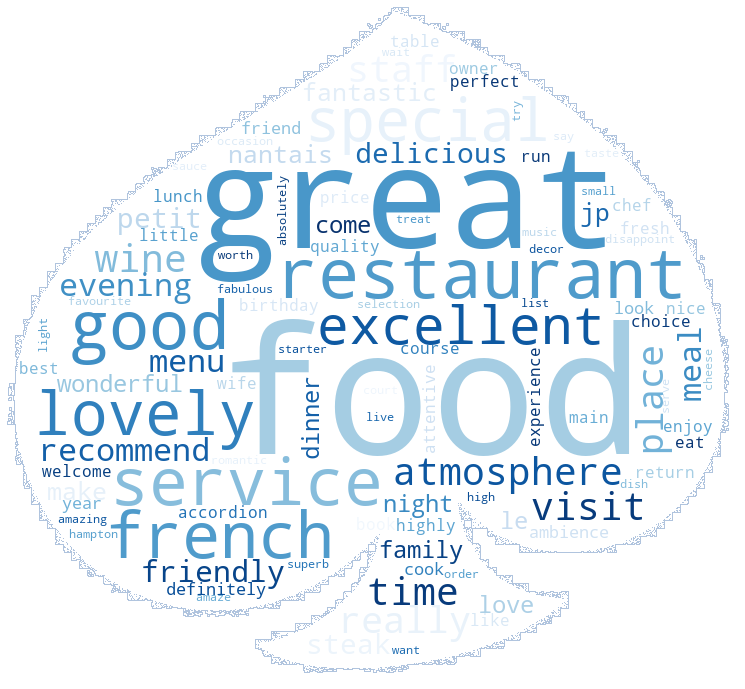 table
wait
staff
owner
perfect
fantastic
special
try
friend
occasion
say
nantais
delicious
run
taste
sauce
great
absolutely
lunch
price
small
petit
come
treat
jp
chef
little
quality
music
fresh
disappoint
wine
worth
decor
restaurant
evening
fabulous
favourite
good
birthday
selection
list
look nice
excellent
choice
light
menu
starter
course
food
experience
place
meal
cheese
best
wonderful
wife
dinner
court
attentive
live
main
serve
enjoy
lovely
eat
recommend
romantic
welcome
service
atmosphere
return
dish
make
year
accordion
night
high
visit
amazing
french
book
highly
le
ambience
hampton
family
friendly
superb
cook
order
definitely
amaze
time
love
really
like
steak
want